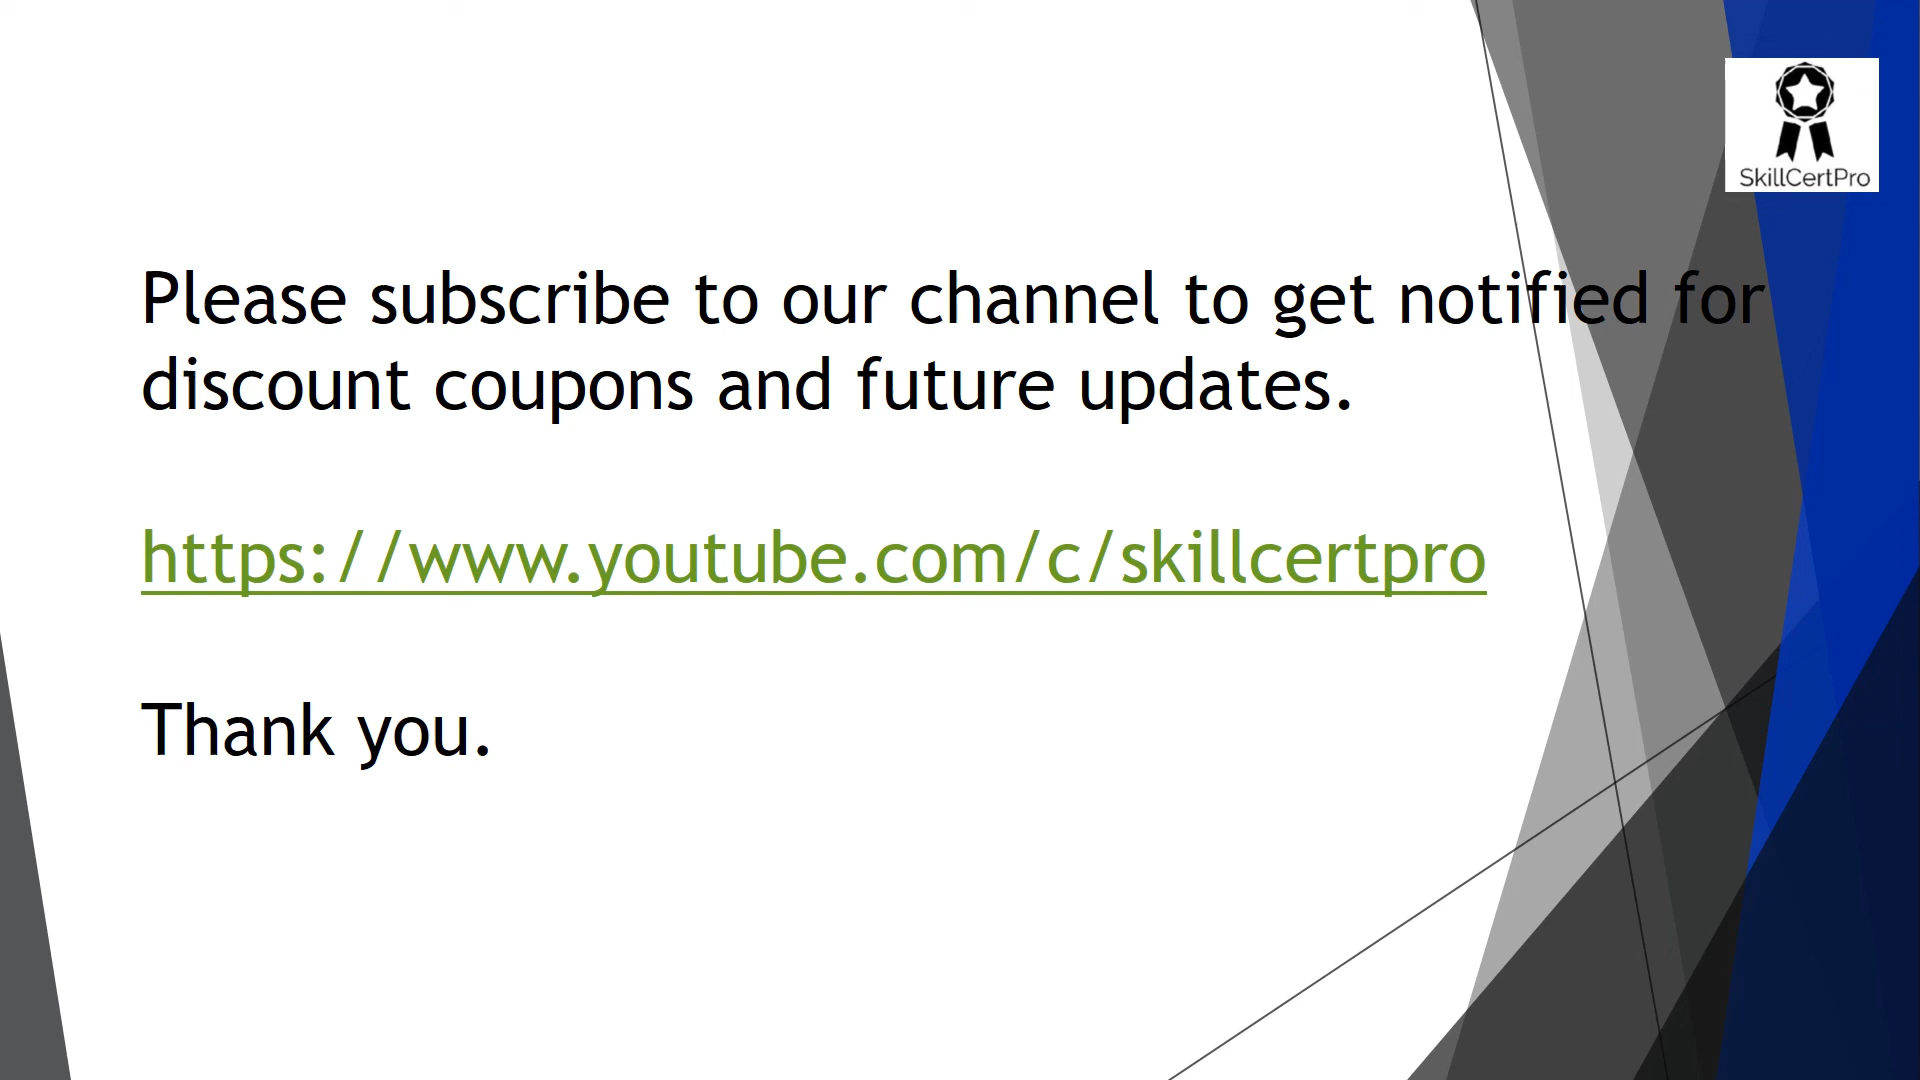 SkillCertPro
Please subscribe to our channel to get notified for
discount coupons and future updates.
https://www.youtube.com/c/skillcertpro
Thank you.